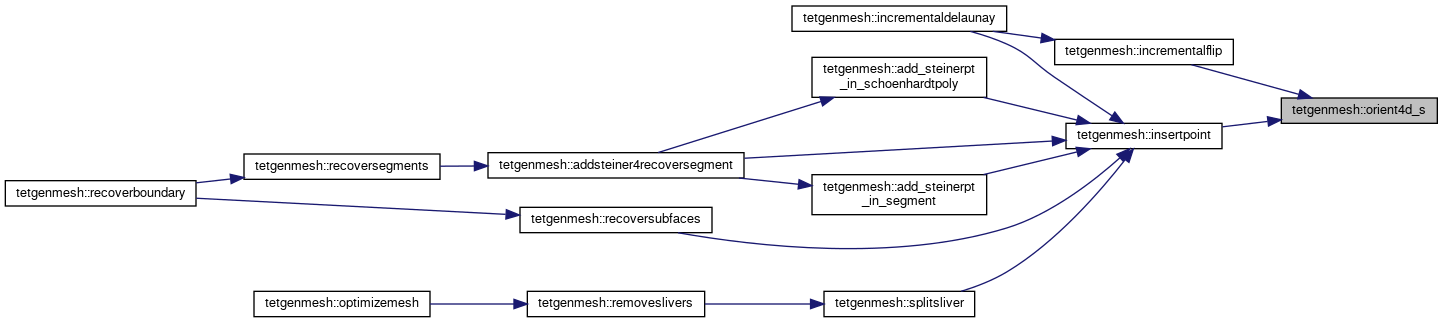 tetgenmesh::incrementaldelaunay
tetgenmesh::incrementalflip
tetgenmesh::add_steinerpt
_in_schoenhardtpoly
tetgenmesh::orient4d_s
tetgenmesh::insertpoint
tetgenmesh::recoversegments
tetgenmesh::addsteiner4recoversegment
tetgenmesh::recoverboundary
tetgenmesh::add_steinerpt
_in_segment
tetgenmesh::recoversubfaces
tetgenmesh::optimizemesh
tetgenmesh::removeslivers
tetgenmesh::splitsliver